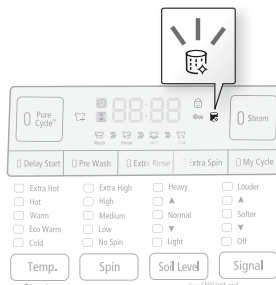 Pure
Cycle™
88:88
Steam
Wash Rinse Spin
Delay Start Pre Wash Extra Rinse Extra Spin My Cycle
Extra Hot Extra High Heavy Louder
Hot High ▲ ▲
Warm Medium Normal Softer
Eco Warm Low ▼ ▼
Cold No Spin Light Off
Temp. Spin Soil Level Signal